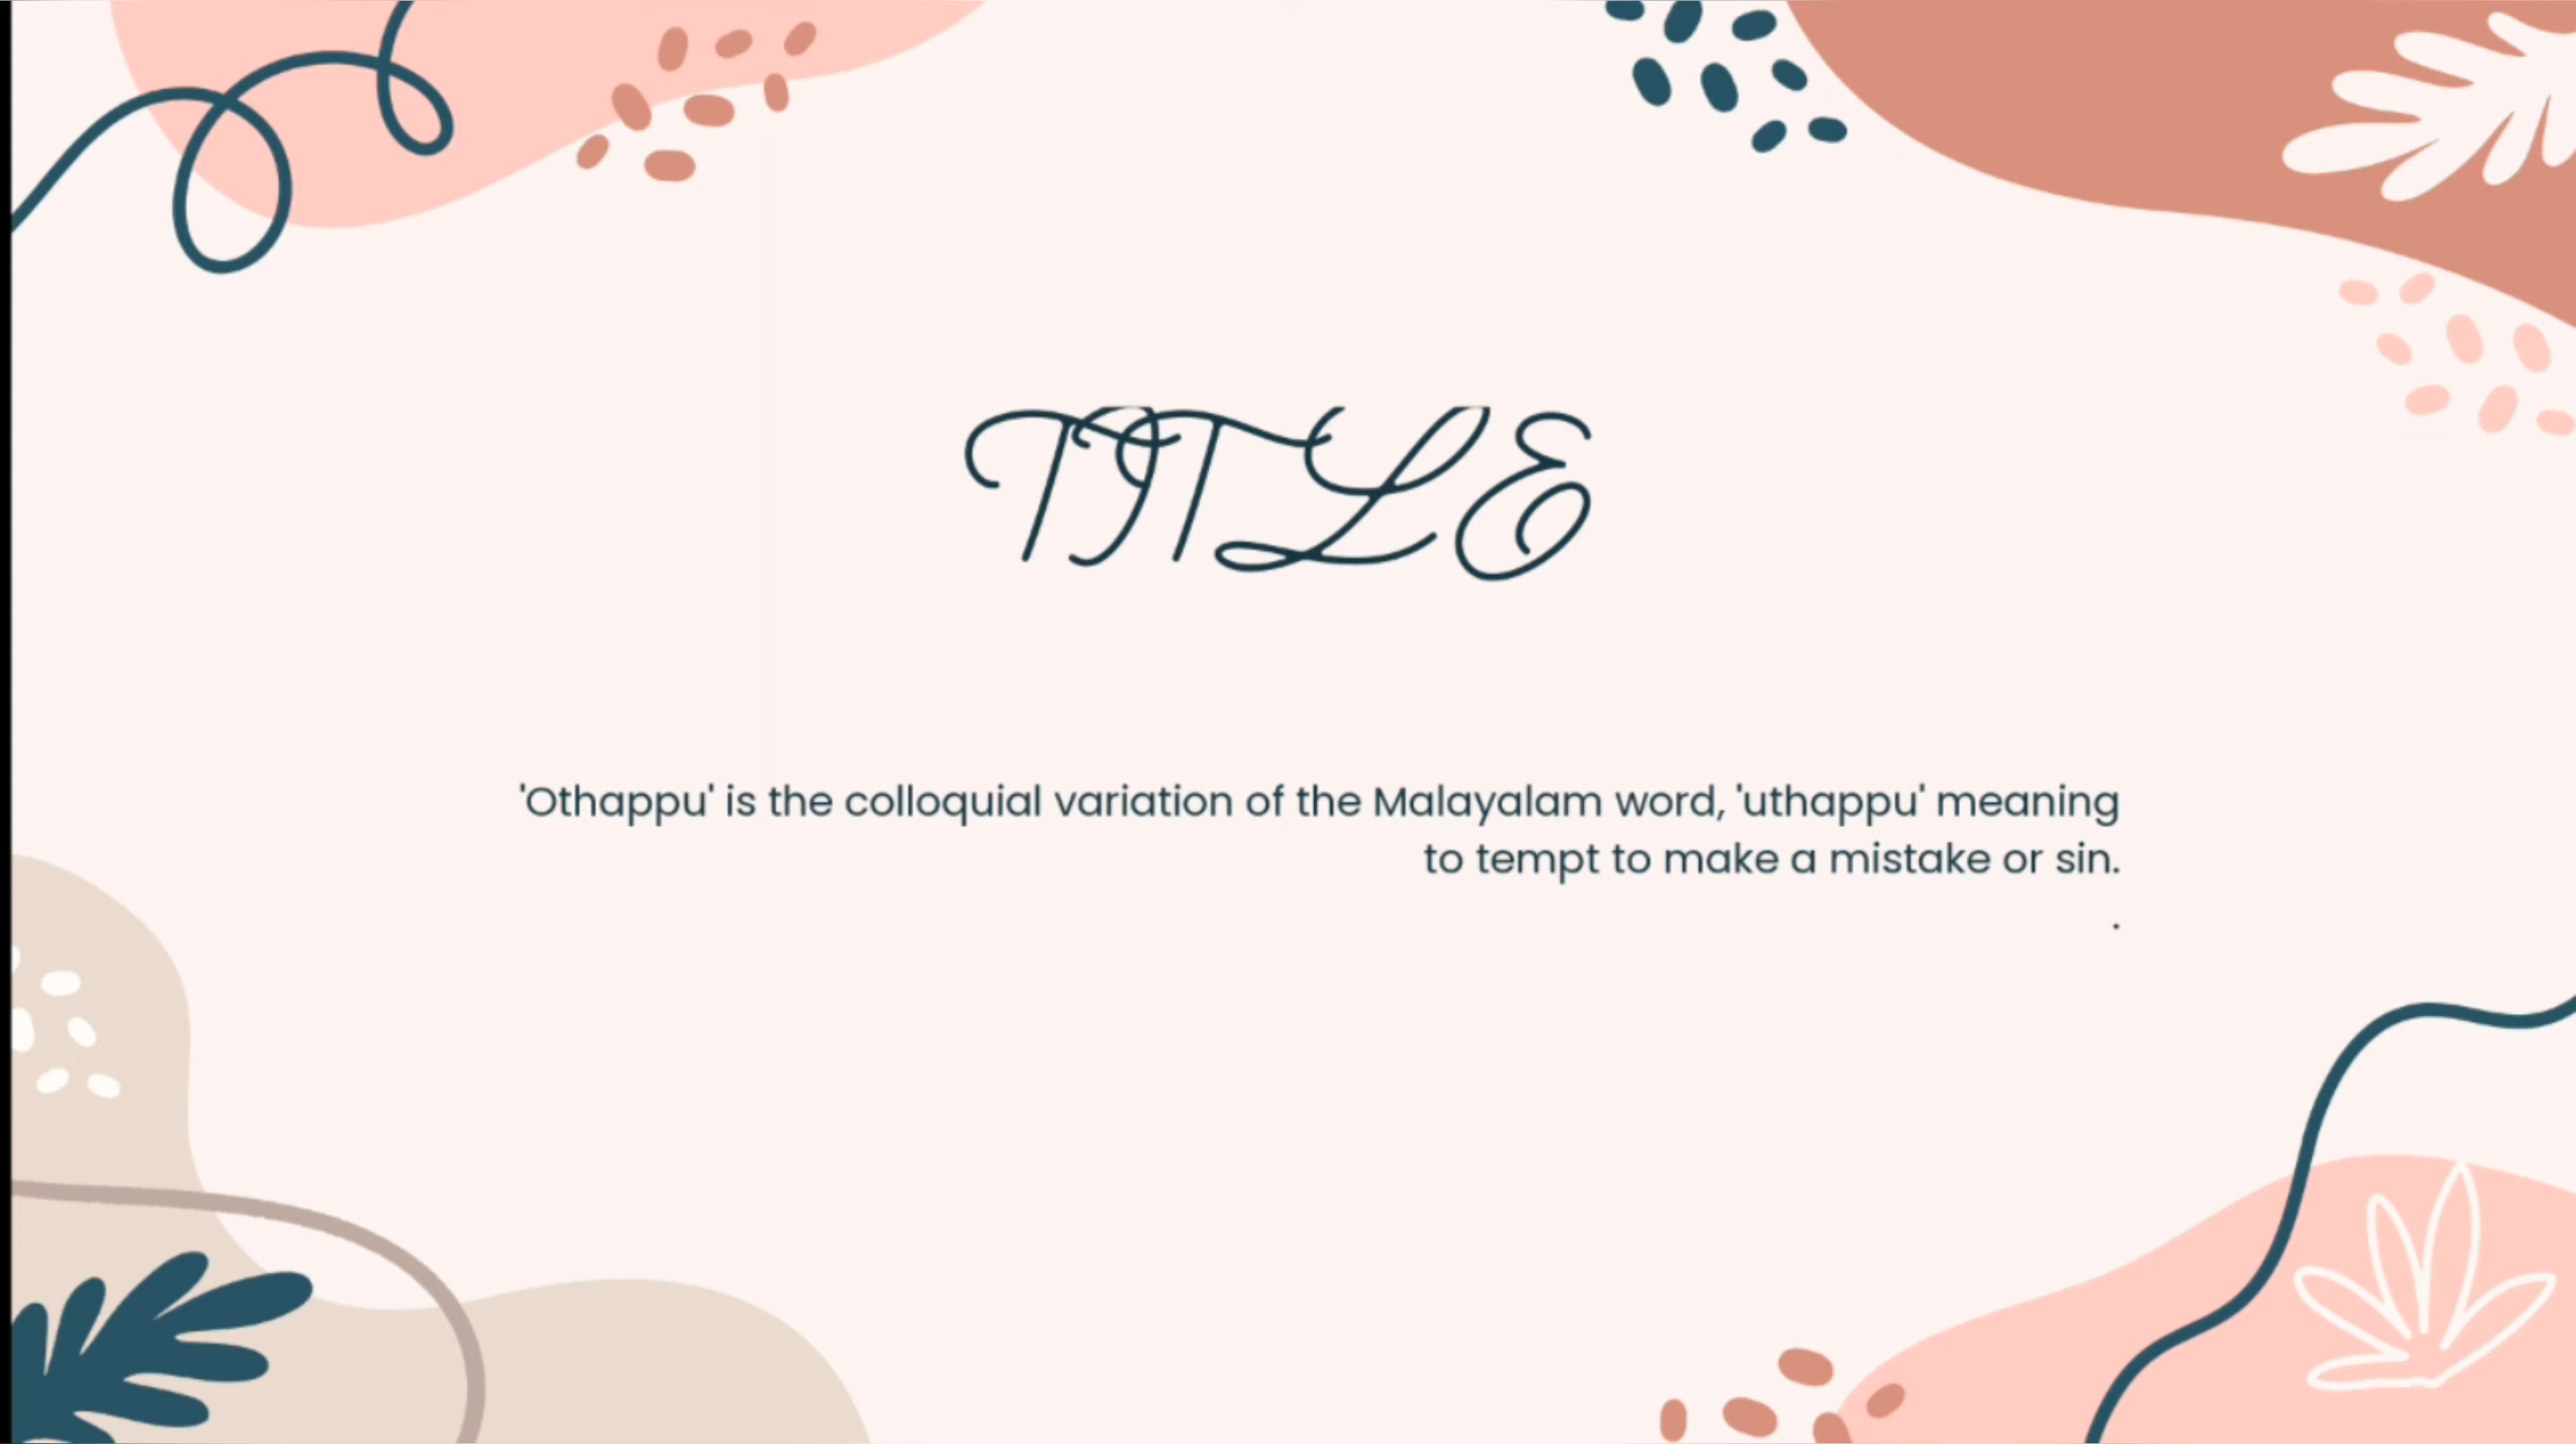 TITLE
'Othappu' is the colloquial variation of the Malayalam word, 'uthappu' meaning
to tempt to make a mistake or sin.
.